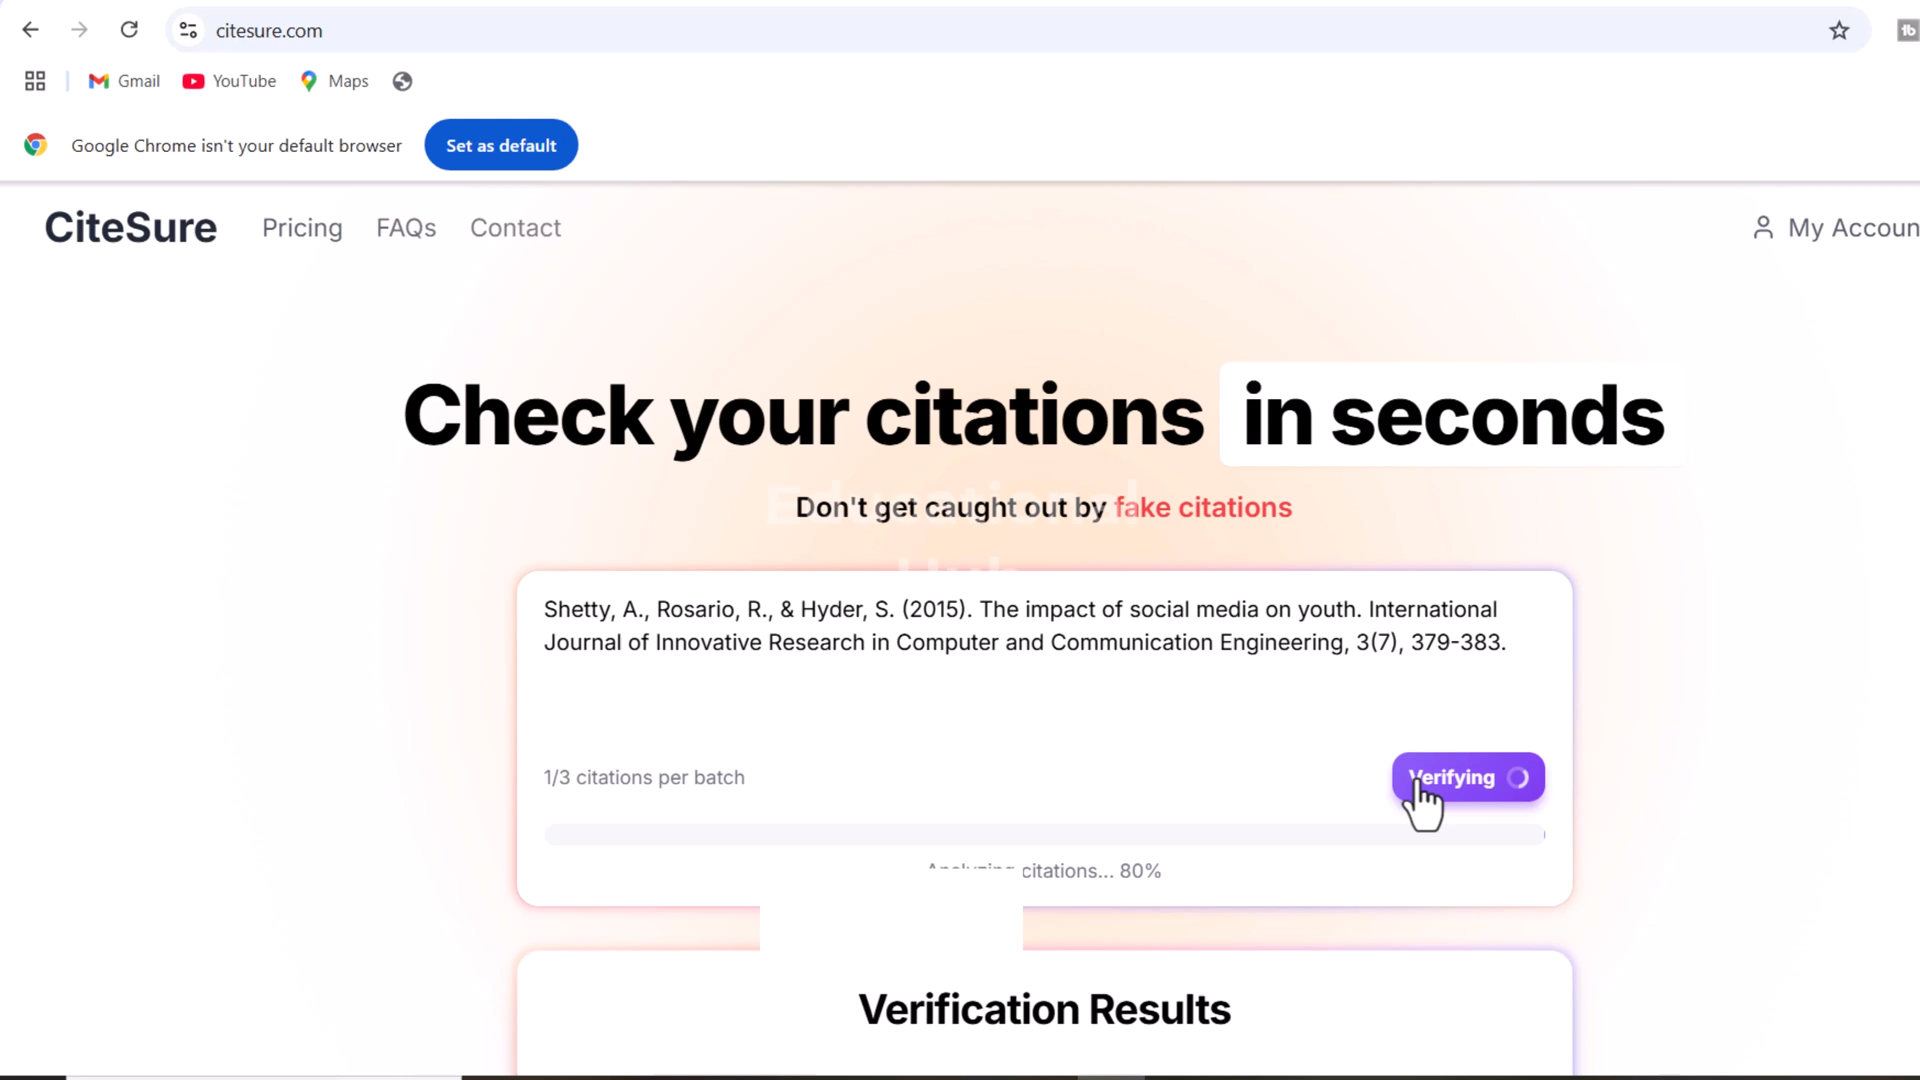 citesure.com
Gmail YouTube Maps
Google Chrome isn't your default browser Set as default
CiteSure Pricing FAQs Contact My Accoun
Check your citations in seconds
Don't get caught out by fake citations
Educational
Hub
Shetty, A., Rosario, R., & Hyder, S. (2015). The impact of social media on youth. International
Journal of Innovative Research in Computer and Communication Engineering, 3(7), 379-383.
1/3 citations per batch Verifying
Analyzing citations... 80%
Verification Results